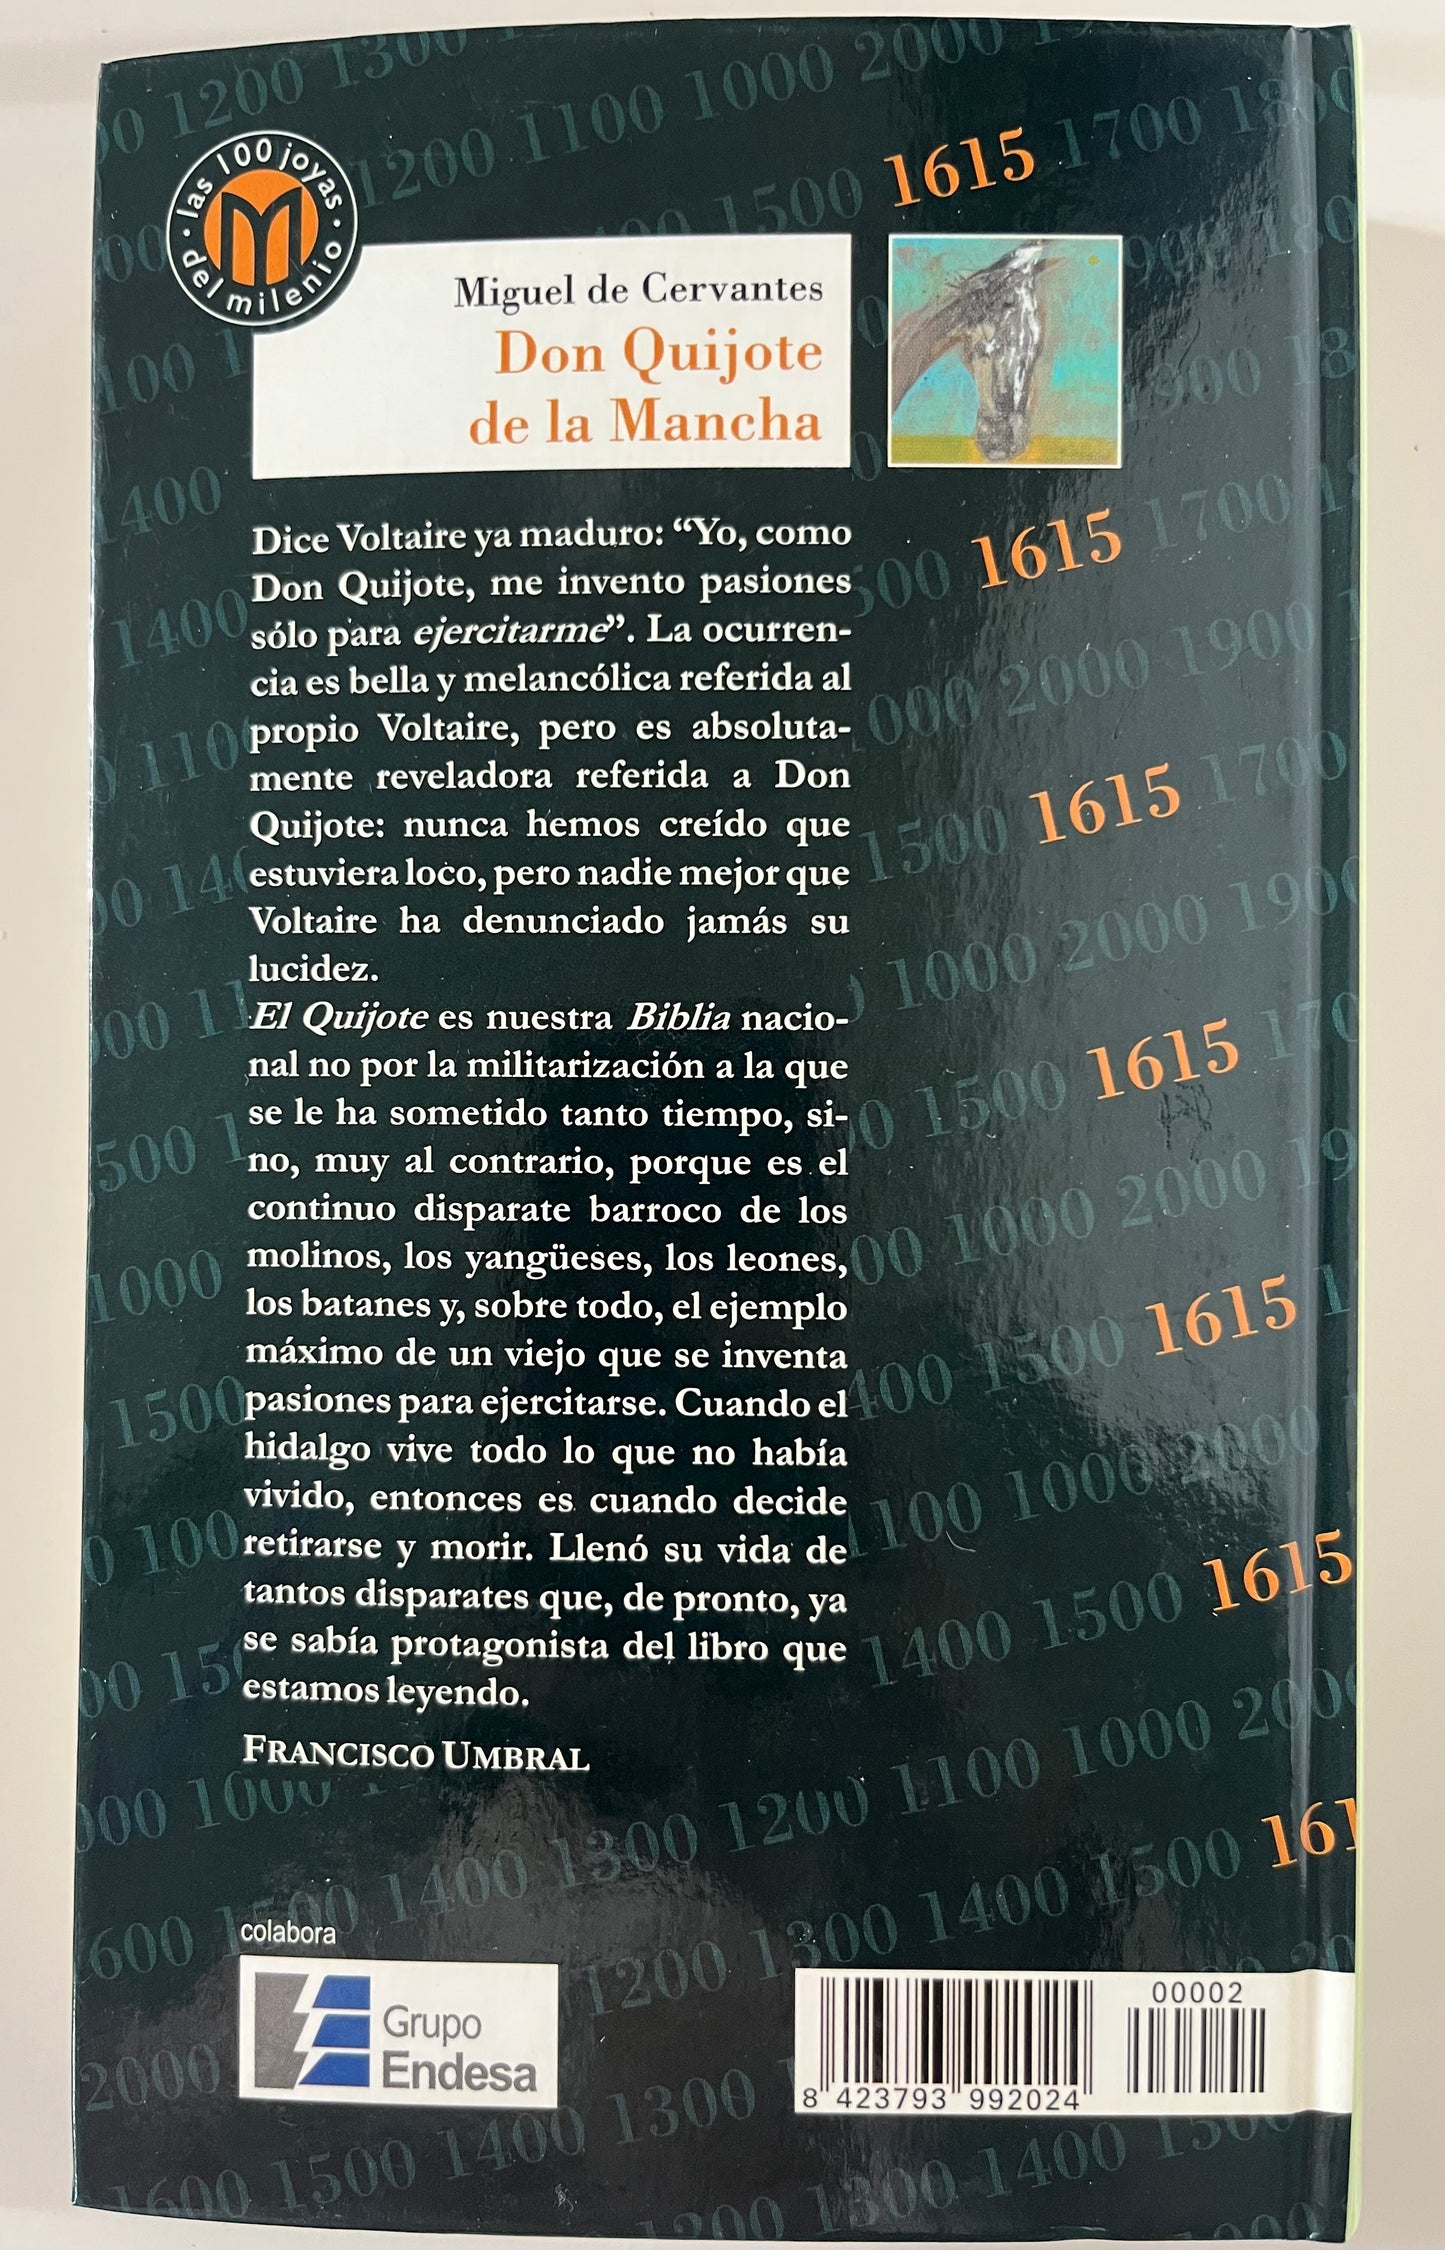 las 100 joyas del milenio
M
1615
Miguel de Cervantes
Don Quijote
de la Mancha
Dice Voltaire ya maduro: “Yo, como
Don Quijote, me invento pasiones
sólo para ejercitarme”. La ocurren-
cia es bella y melancólica referida al
propio Voltaire, pero es absoluta-
mente reveladora referida a Don
Quijote: nunca hemos creído que
estuviera loco, pero nadie mejor que
Voltaire ha denunciado jamás su
lucidez.
El Quijote es nuestra Biblia nacio-
nal no por la militarización a la que
se le ha sometido tanto tiempo, si-
no, muy al contrario, porque es el
continuo disparate barroco de los
molinos, los yangüeses, los leones,
los batanes y, sobre todo, el ejemplo
máximo de un viejo que se inventa
pasiones para ejercitarse. Cuando el
hidalgo vive todo lo que no había
vivido, entonces es cuando decide
retirarse y morir. Llenó su vida de
tantos disparates que, de pronto, ya
se sabía protagonista del libro que
estamos leyendo.
FRANCISCO UMBRAL
1615
1615
1615
1615
1615
161
colabora
Grupo
Endesa
00002
8 423793 992024